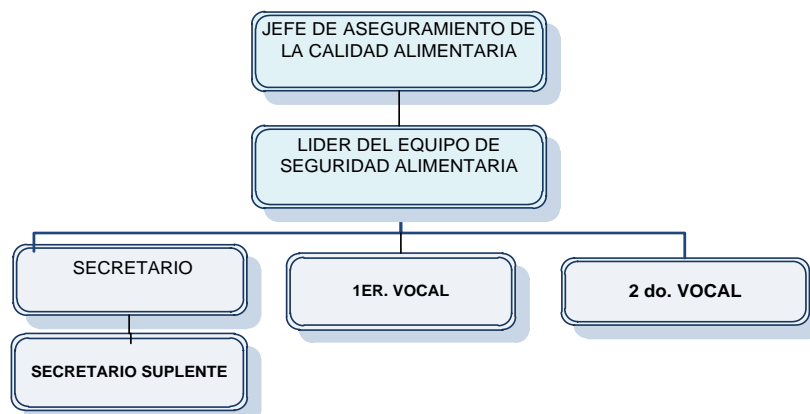 JEFE DE ASEGURAMIENTO DE
LA CALIDAD ALIMENTARIA
LIDER DEL EQUIPO DE
SEGURIDAD ALIMENTARIA
SECRETARIO
1ER. VOCAL
2 do. VOCAL
SECRETARIO SUPLENTE